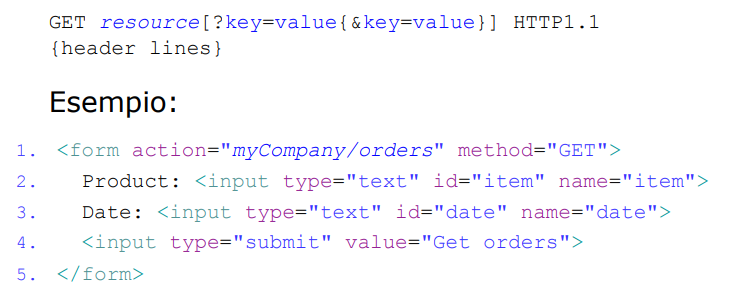 GET resource[?key=value{&key=value}] HTTP1.1
{header lines}
Esempio:
1. <form action="myCompany/orders" method="GET">
2. Product: <input type="text" id="item" name="item">
3. Date: <input type="text" id="date" name="date">
4. <input type="submit" value="Get orders">
5. </form>